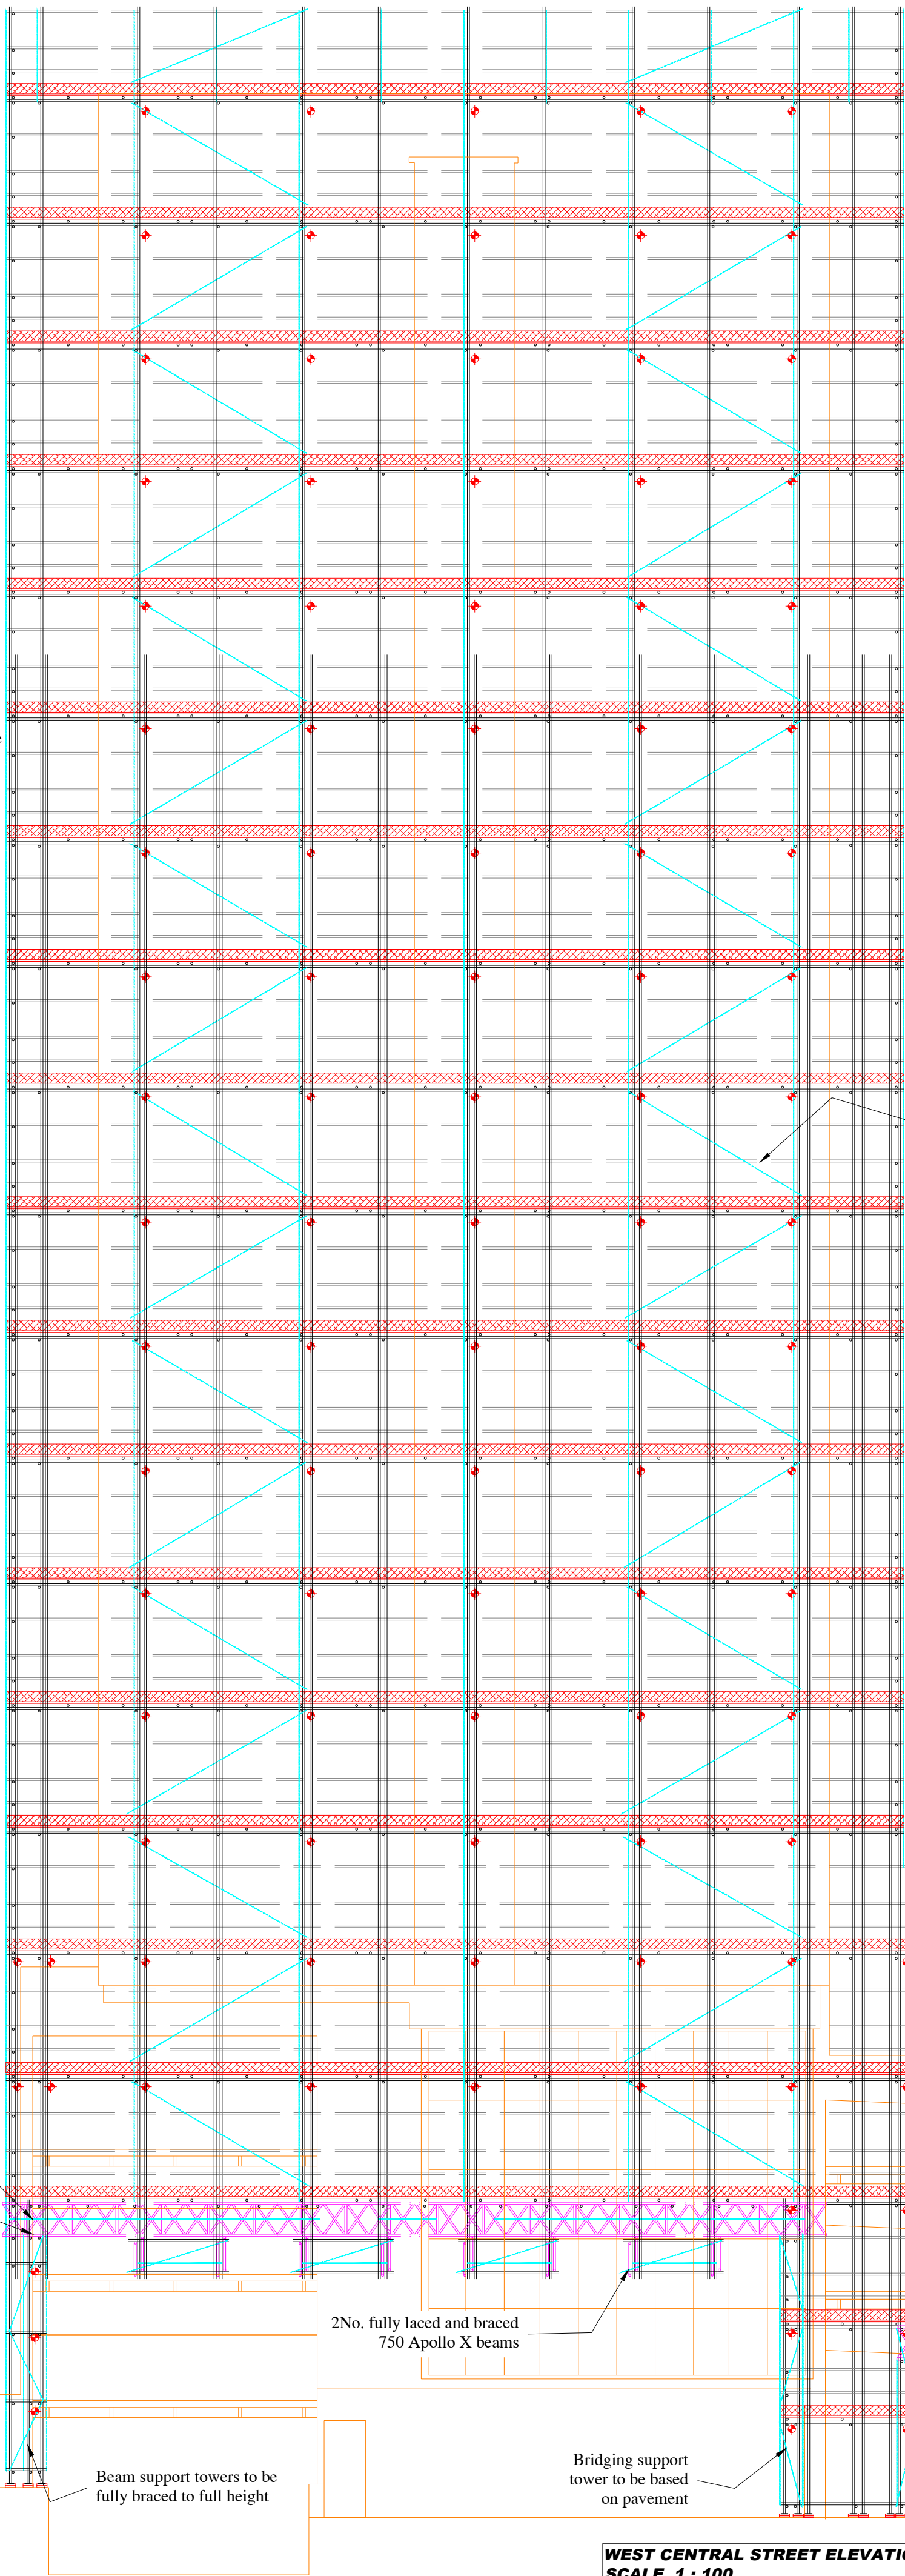 2No. fully laced and braced
750 Apollo X beams
Bridging support
tower to be based
on pavement
Beam support towers to be
fully braced to full height
WEST CENTRAL STREET ELEVATIO
SCALE 1 : 100